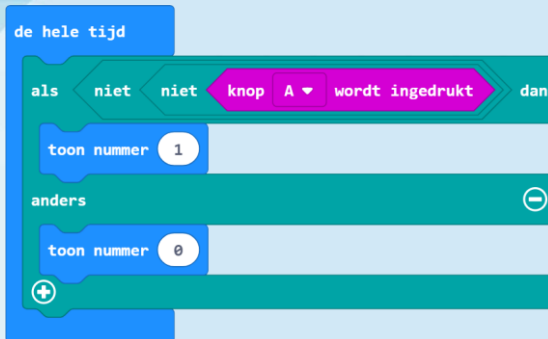 de hele tijd
als niet niet knop A wordt ingedrukt dan
toon nummer 1
anders
toon nummer 0